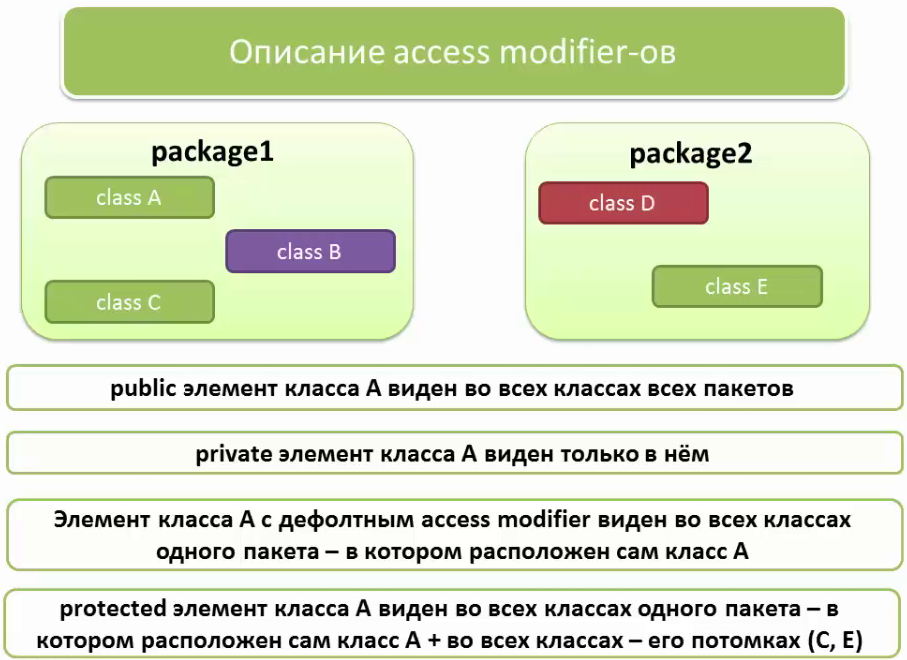 Описание access modifier-ов
package1
class A
class B
class C
package2
class D
class E
public элемент класса A виден во всех классах всех пакетов
private элемент класса A виден только в нём
Элемент класса A с дефолтным access modifier виден во всех классах
одного пакета – в котором расположен сам класс A
protected элемент класса A виден во всех классах одного пакета – в
котором расположен сам класс A + во всех классах – его потомках (C, E)